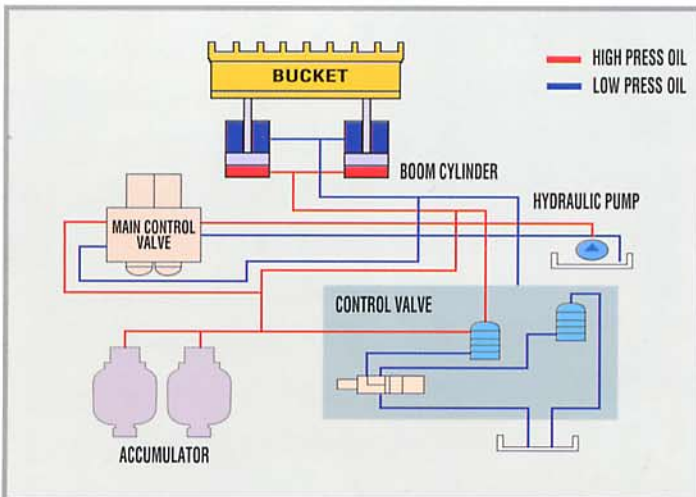 HIGH PRESS OIL
LOW PRESS OIL
BUCKET
BOOM CYLINDER
HYDRAULIC PUMP
MAIN CONTROL
VALVE
CONTROL VALVE
ACCUMULATOR